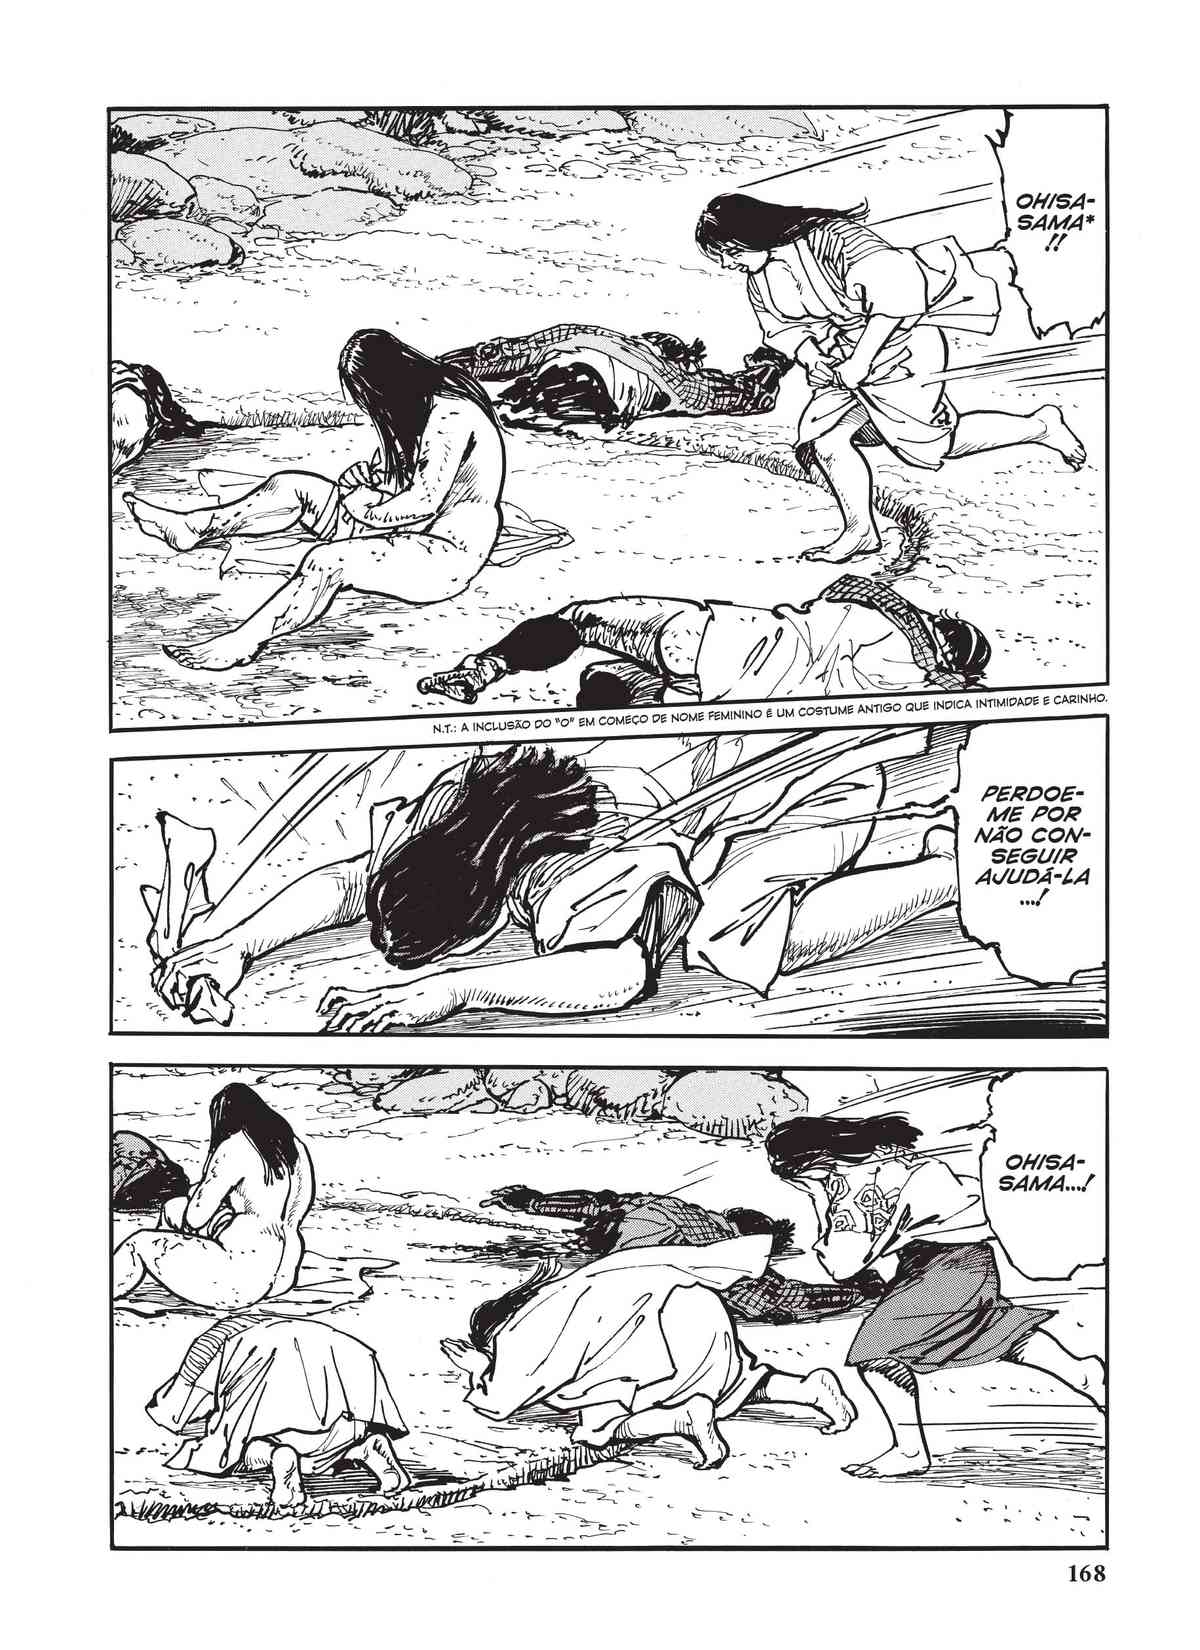 OHISA-
SAMA*
!!
N.T.: A INCLUSÃO DO "O" EM COMEÇO DE NOME FEMININO É UM COSTUME ANTIGO QUE INDICA INTIMIDADE E CARINHO.
PERDOE-
ME POR
NÃO CON-
SEGUIR
AJUDÁ-LA
...!
OHISA-
SAMA...!
168